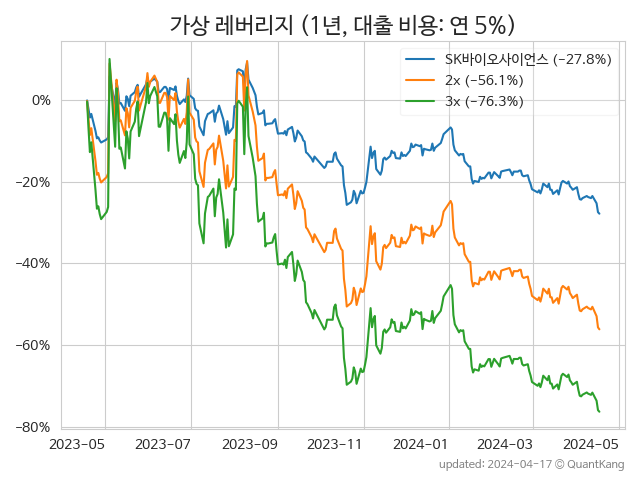 가상 레버리지 (1년, 대출 비용: 연 5%)
SK바이오사이언스 (−27.8%)
2x (−56.1%)
3x (−76.3%)
0%
−20%
−40%
−60%
−80%
2023-05 2023-07 2023-09 2023-11 2024-01 2024-03 2024-05
updated: 2024-04-17 © QuantKang